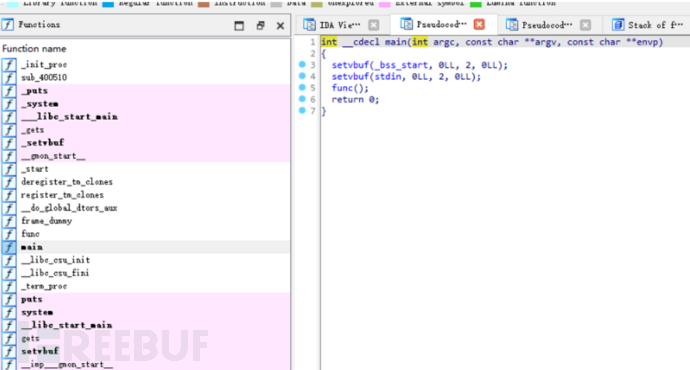 Library function Regular function Instruction Data Unexplored External symbol Lumina function
Functions
IDA Vie…
Pseudocod…
Pseudocod…
Stack of f…
Function name
_init_proc
sub_400510
_puts
_system
___libc_start_main
_gets
_setvbuf
__gmon_start__
_start
deregister_tm_clones
register_tm_clones
__do_global_dtors_aux
frame_dummy
func
main
__libc_csu_init
__libc_csu_fini
_term_proc
puts
system
__libc_start_main
gets
setvbuf
__imp___gmon_start__
1 int __cdecl main(int argc, const char **argv, const char **envp)
2 {
3 setvbuf(_bss_start, 0LL, 2, 0LL);
4 setvbuf(stdin, 0LL, 2, 0LL);
5 func();
6 return 0;
7 }
REEBUF